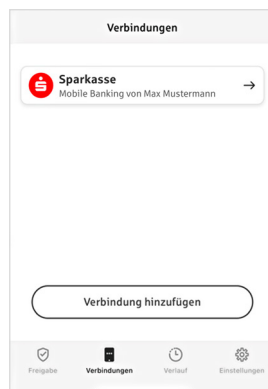 Verbindungen
Sparkasse
Mobile Banking von Max Mustermann
Verbindung hinzufügen
Freigabe Verbindungen Verlauf Einstellungen